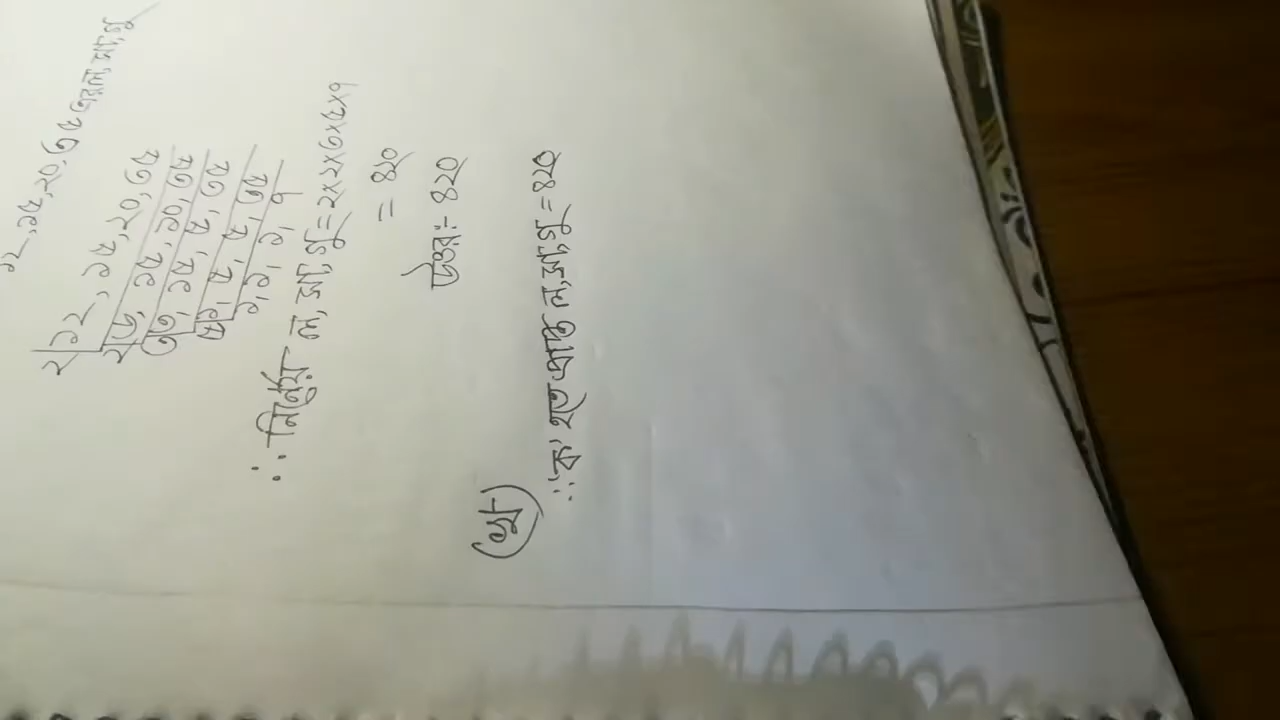 ১২, ১৫, ২০, ৩৫ এর ল, সা, গু
২|১২, ১৫, ২০, ৩৫
২|৬, ১৫, ১০, ৩৫
৩|৩, ১৫, ৫, ৩৫
৫|১, ৫, ৫, ৩৫
১, ১, ১, ৭
∴ নির্ণেয় ল, সা, গু = ২×২×৩×৫×৭
= ৪২০
উত্তর:- ৪২০
(খ)
∴ 'ক' হতে প্রাপ্ত ল,সা,গু = ৪২০